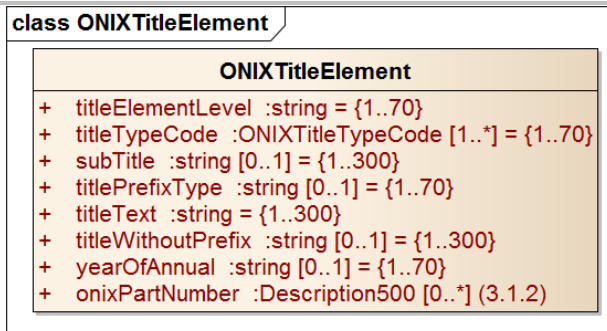 class ONIXTitleElement
ONIXTitleElement
+ titleElementLevel :string = {1..70}
+ titleTypeCode :ONIXTitleTypeCode [1..*] = {1..70}
+ subTitle :string [0..1] = {1..300}
+ titlePrefixType :string [0..1] = {1..70}
+ titleText :string = {1..300}
+ titleWithoutPrefix :string [0..1] = {1..300}
+ yearOfAnnual :string [0..1] = {1..70}
+ onixPartNumber :Description500 [0..*] (3.1.2)